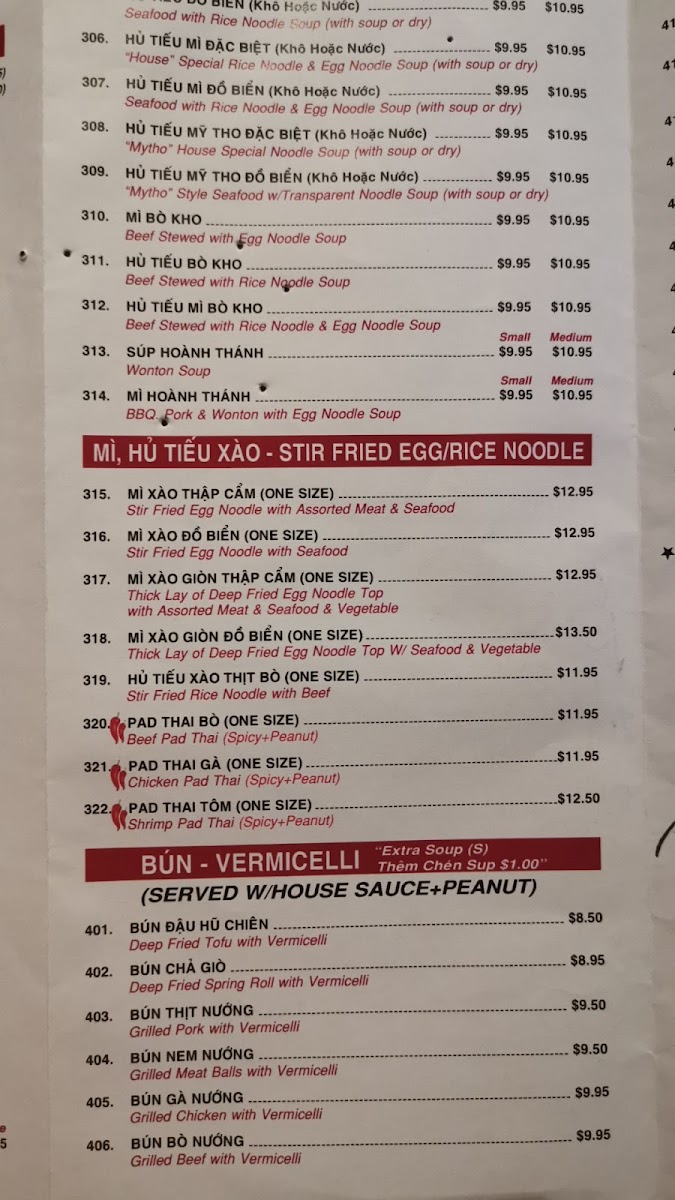 ĐỒ BIỂN (Khô Hoặc Nước) $9.95 $10.95
Seafood with Rice Noodle Soup (with soup or dry)
306. HỦ TIẾU MÌ ĐẶC BIỆT (Khô Hoặc Nước) $9.95 $10.95
"House" Special Rice Noodle & Egg Noodle Soup (with soup or dry)
307. HỦ TIẾU MÌ ĐỒ BIỂN (Khô Hoặc Nước) $9.95 $10.95
Seafood with Rice Noodle & Egg Noodle Soup (with soup or dry)
308. HỦ TIẾU MỸ THO ĐẶC BIỆT (Khô Hoặc Nước) $9.95 $10.95
"Mytho" House Special Noodle Soup (with soup or dry)
309. HỦ TIẾU MỸ THO ĐỒ BIỂN (Khô Hoặc Nước) $9.95 $10.95
"Mytho" Style Seafood w/Transparent Noodle Soup (with soup or dry)
310. MÌ BÒ KHO $9.95 $10.95
Beef Stewed with Egg Noodle Soup
311. HỦ TIẾU BÒ KHO $9.95 $10.95
Beef Stewed with Rice Noodle Soup
312. HỦ TIẾU MÌ BÒ KHO $9.95 $10.95
Beef Stewed with Rice Noodle & Egg Noodle Soup
Small Medium
313. SÚP HOÀNH THÁNH $9.95 $10.95
Wonton Soup
Small Medium
314. MÌ HOÀNH THÁNH $9.95 $10.95
BBQ. Pork & Wonton with Egg Noodle Soup
MÌ, HỦ TIẾU XÀO - STIR FRIED EGG/RICE NOODLE
315. MÌ XÀO THẬP CẨM (ONE SIZE) $12.95
Stir Fried Egg Noodle with Assorted Meat & Seafood
316. MÌ XÀO ĐỒ BIỂN (ONE SIZE) $12.95
Stir Fried Egg Noodle with Seafood
317. MÌ XÀO GIÒN THẬP CẨM (ONE SIZE) $12.95
Thick Lay of Deep Fried Egg Noodle Top
with Assorted Meat & Seafood & Vegetable
318. MÌ XÀO GIÒN ĐỒ BIỂN (ONE SIZE) $13.50
Thick Lay of Deep Fried Egg Noodle Top W/ Seafood & Vegetable
319. HỦ TIẾU XÀO THỊT BÒ (ONE SIZE) $11.95
Stir Fried Rice Noodle with Beef
320. PAD THAI BÒ (ONE SIZE) $11.95
Beef Pad Thai (Spicy+Peanut)
321. PAD THAI GÀ (ONE SIZE) $11.95
Chicken Pad Thai (Spicy+Peanut)
322. PAD THAI TÔM (ONE SIZE) $12.50
Shrimp Pad Thai (Spicy+Peanut)
BÚN - VERMICELLI "Extra Soup (S)
Thêm Chén Sup $1.00"
(SERVED W/HOUSE SAUCE+PEANUT)
401. BÚN ĐẬU HŨ CHIÊN $8.50
Deep Fried Tofu with Vermicelli
402. BÚN CHẢ GIÒ $8.95
Deep Fried Spring Roll with Vermicelli
403. BÚN THỊT NƯỚNG $9.50
Grilled Pork with Vermicelli
404. BÚN NEM NƯỚNG $9.50
Grilled Meat Balls with Vermicelli
405. BÚN GÀ NƯỚNG $9.95
Grilled Chicken with Vermicelli
406. BÚN BÒ NƯỚNG $9.95
Grilled Beef with Vermicelli